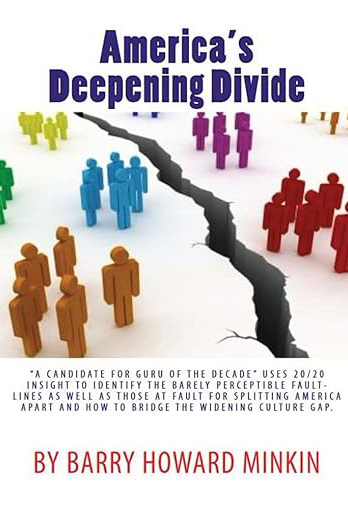 America's
Deepening Divide
"A CANDIDATE FOR GURU OF THE DECADE" USES 20/20
INSIGHT TO IDENTIFY THE BARELY PERCEPTIBLE FAULT-
LINES AS WELL AS THOSE AT FAULT FOR SPLITTING AMERICA
APART AND HOW TO BRIDGE THE WIDENING CULTURE GAP.
BY BARRY HOWARD MINKIN